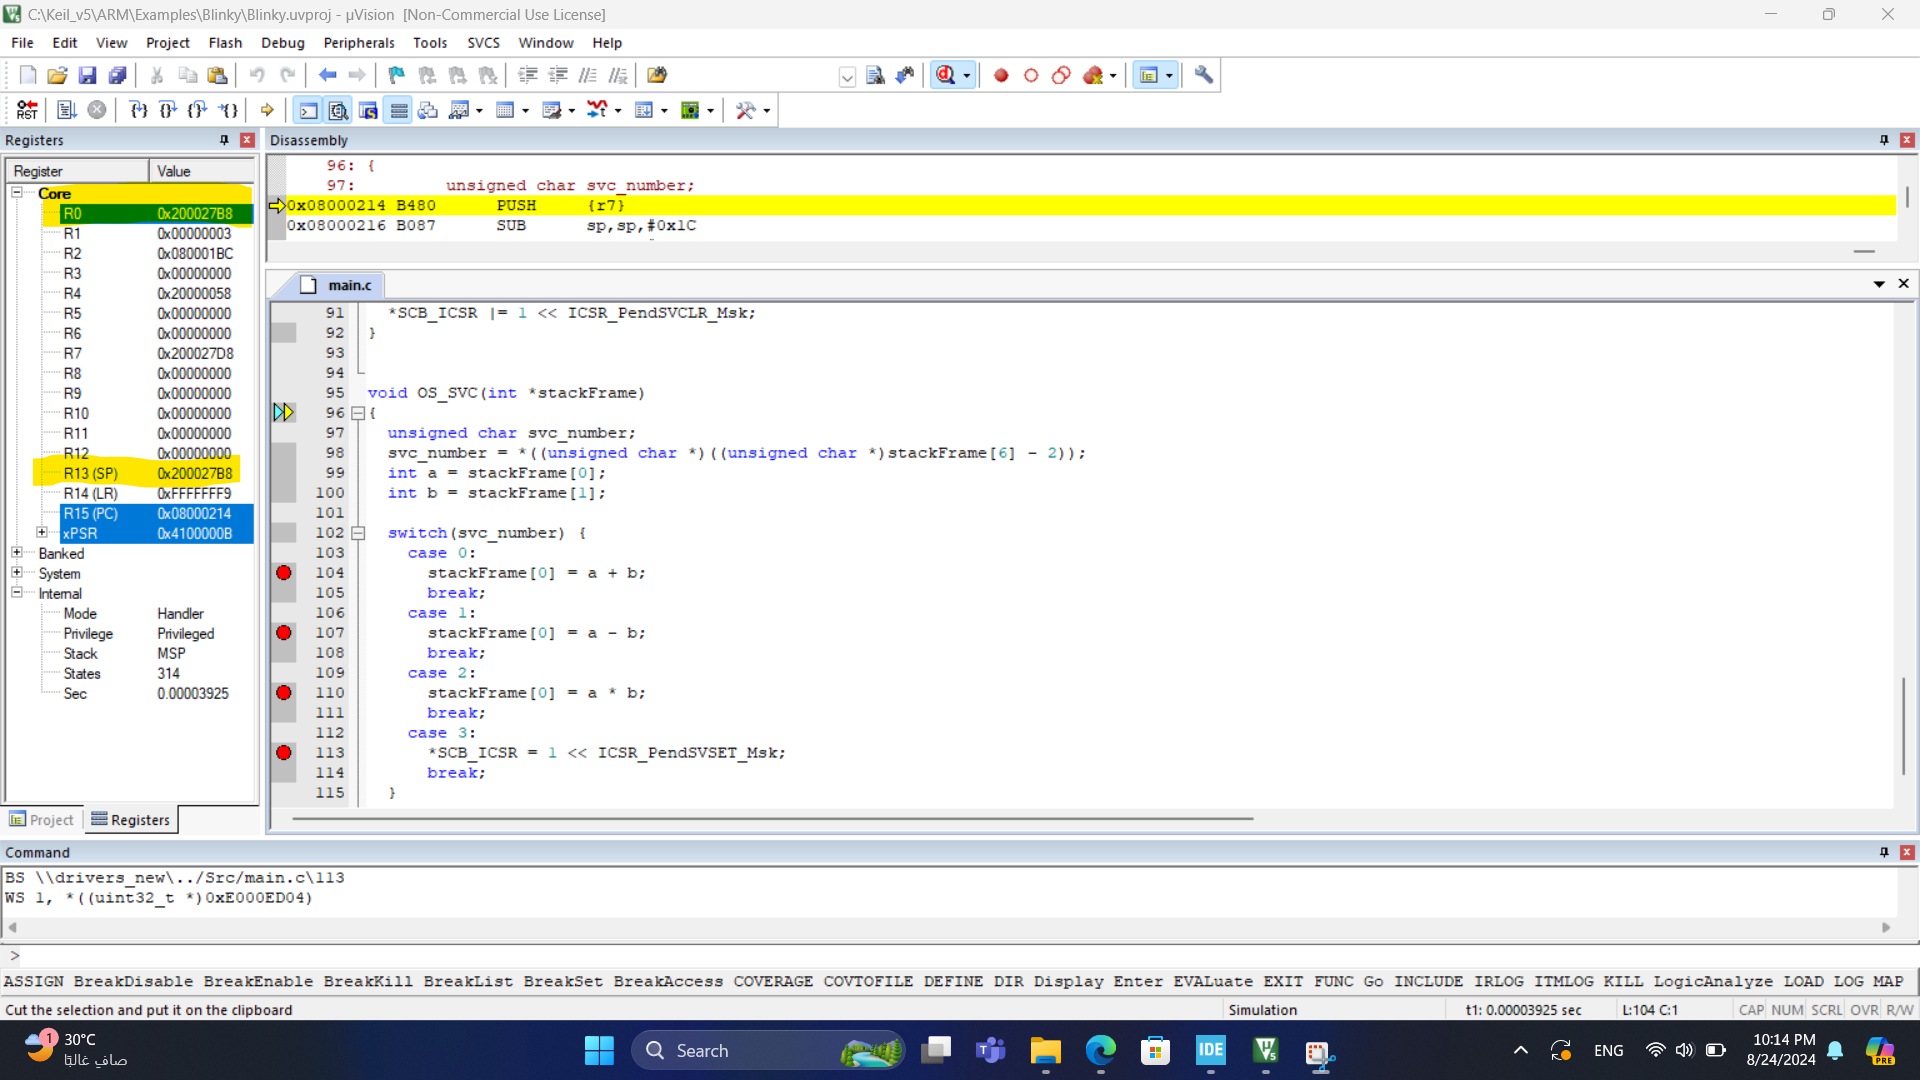 C:\Keil_v5\ARM\Examples\Blinky\Blinky.uvproj - µVision [Non-Commercial Use License]
File Edit View Project Flash Debug Peripherals Tools SVCS Window Help
RST
Registers
Register Value
Core
R0 0x200027B8
R1 0x00000003
R2 0x080001BC
R3 0x00000000
R4 0x20000058
R5 0x00000000
R6 0x00000000
R7 0x200027D8
R8 0x00000000
R9 0x00000000
R10 0x00000000
R11 0x00000000
R12 0x00000000
R13 (SP) 0x200027B8
R14 (LR) 0xFFFFFFF9
R15 (PC) 0x08000214
xPSR 0x4100000B
Banked
System
Internal
Mode Handler
Privilege Privileged
Stack MSP
States 314
Sec 0.00003925
Project Registers
Disassembly
96: {
97: unsigned char svc_number;
0x08000214 B480 PUSH {r7}
0x08000216 B087 SUB sp,sp,#0x1C
main.c
91 *SCB_ICSR |= 1 << ICSR_PendSVCLR_Msk;
92 }
93
94
95 void OS_SVC(int *stackFrame)
96 {
97 unsigned char svc_number;
98 svc_number = *((unsigned char *)((unsigned char *)stackFrame[6] - 2));
99 int a = stackFrame[0];
100 int b = stackFrame[1];
101
102 switch(svc_number) {
103 case 0:
104 stackFrame[0] = a + b;
105 break;
106 case 1:
107 stackFrame[0] = a - b;
108 break;
109 case 2:
110 stackFrame[0] = a * b;
111 break;
112 case 3:
113 *SCB_ICSR = 1 << ICSR_PendSVSET_Msk;
114 break;
115 }
Command
BS \\drivers_new\../Src/main.c\113
WS 1, *((uint32_t *)0xE000ED04)
>
ASSIGN BreakDisable BreakEnable BreakKill BreakList BreakSet BreakAccess COVERAGE COVTOFILE DEFINE DIR Display Enter EVALuate EXIT FUNC Go INCLUDE IRLOG ITMLOG KILL LogicAnalyze LOAD LOG MAP
Cut the selection and put it on the clipboard Simulation t1: 0.00003925 sec L:104 C:1 CAP NUM SCRL OVR R/W
1 30°C
صافٍ غالبًا
Search
IDE
ENG
10:14 PM
8/24/2024
PRE